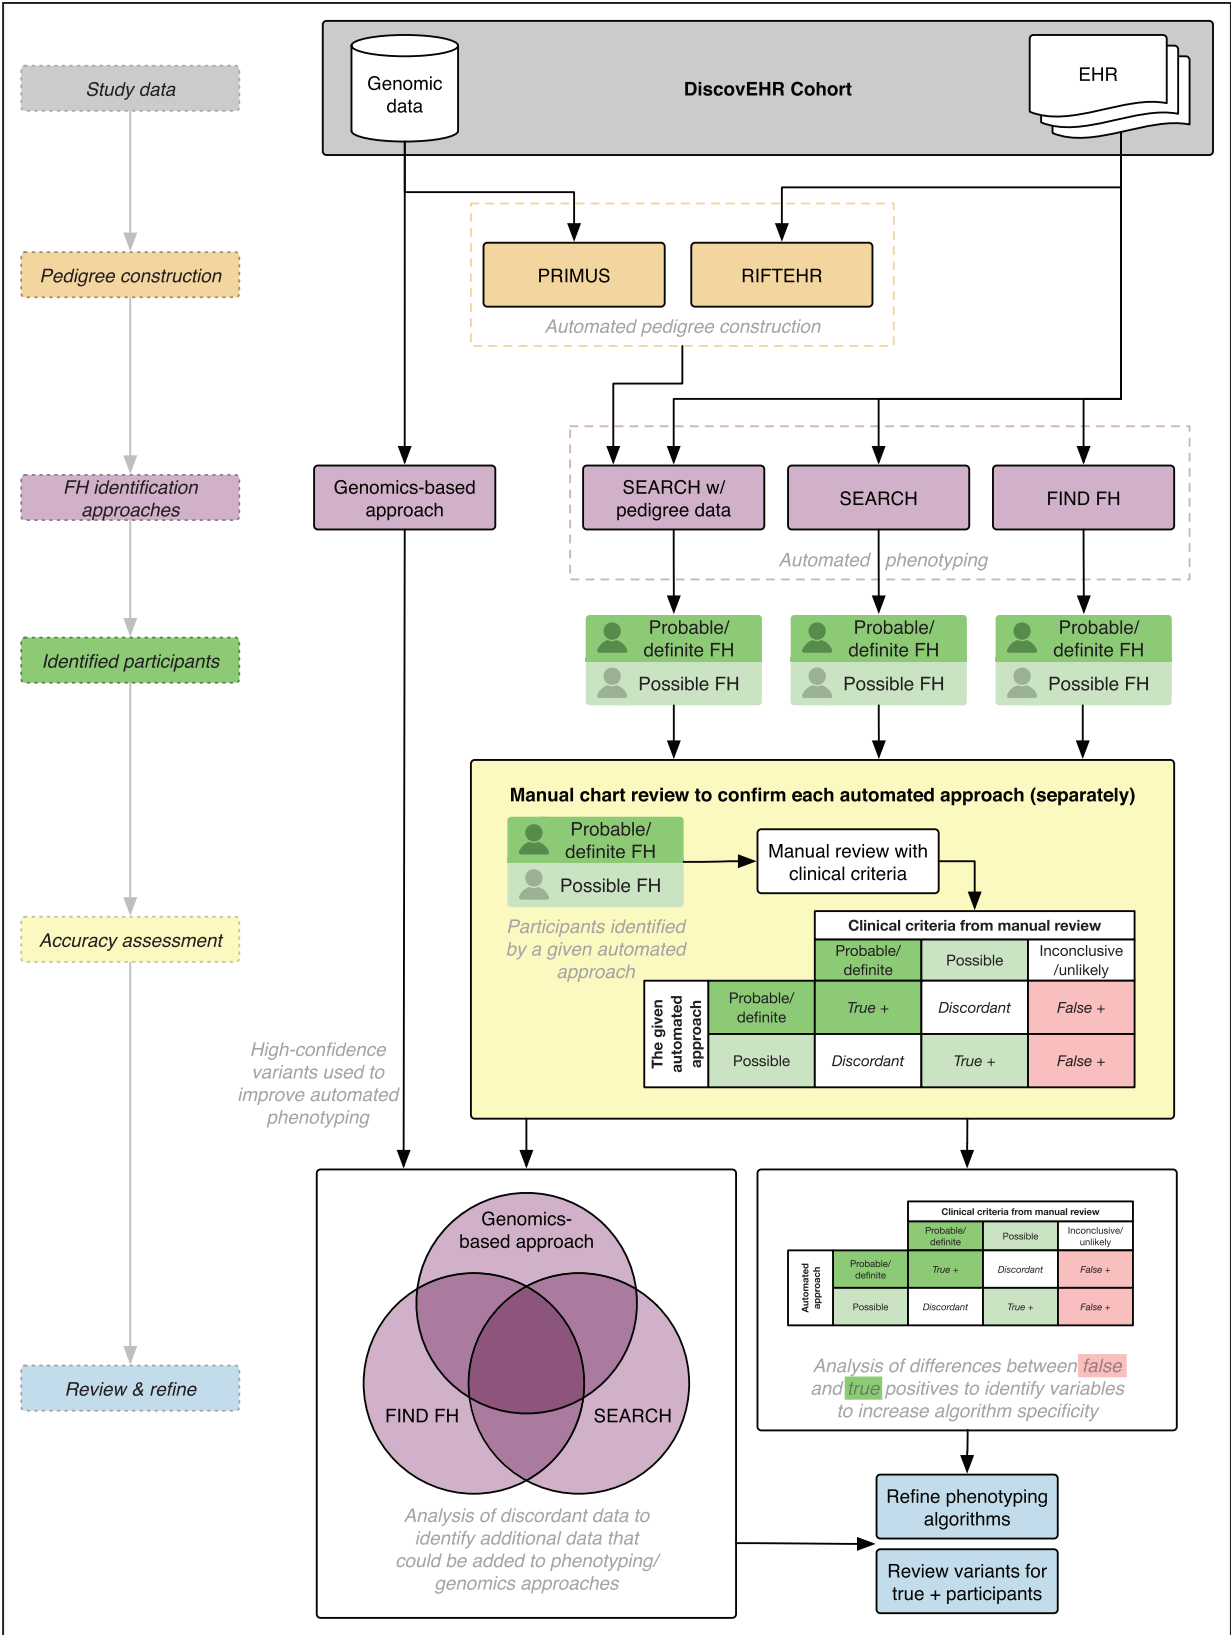 Study data
Genomic
data
DiscovEHR Cohort
EHR
Pedigree construction
PRIMUS
RIFTEHR
Automated pedigree construction
FH identification
approaches
Genomics-based
approach
SEARCH w/
pedigree data
SEARCH
FIND FH
Automated phenotyping
Identified participants
Probable/
definite FH
Possible FH
Probable/
definite FH
Possible FH
Probable/
definite FH
Possible FH
Accuracy assessment
Manual chart review to confirm each automated approach (separately)
Probable/
definite FH
Possible FH
Manual review with
clinical criteria
Participants identified
by a given automated
approach
Clinical criteria from manual review
Probable/
definite
Possible
Inconclusive
/unlikely
The given
automated
approach
Probable/
definite
True +
Discordant
False +
Possible
Discordant
True +
False +
High-confidence
variants used to
improve automated
phenotyping
Review & refine
Genomics-
based approach
FIND FH
SEARCH
Analysis of discordant data to
identify additional data that
could be added to phenotyping/
genomics approaches
Clinical criteria from manual review
Probable/
definite
Possible
Inconclusive/
unlikely
Automated
approach
Probable/
definite
True +
Discordant
False +
Possible
Discordant
True +
False +
Analysis of differences between false
and true positives to identify variables
to increase algorithm specificity
Refine phenotyping
algorithms
Review variants for
true + participants